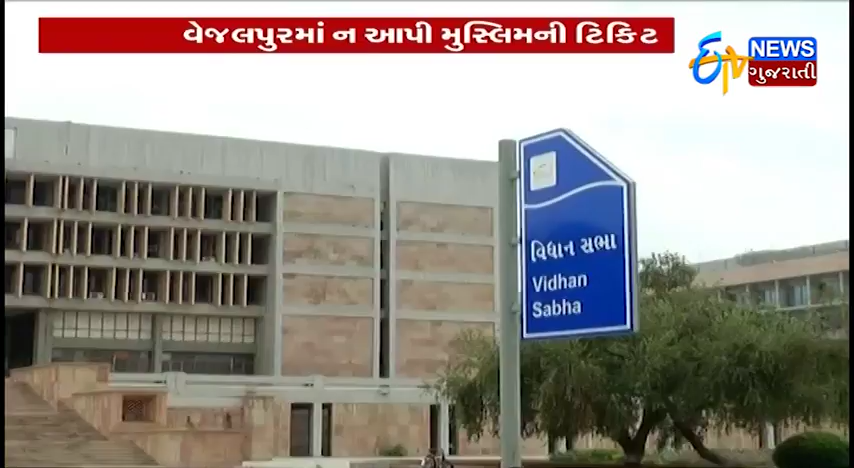 વેજલપુરમાં ન આપી મુસ્લિમની ટિકિટ
ETV NEWS
ગુજરાતી
વિધાન સભા
Vidhan
Sabha